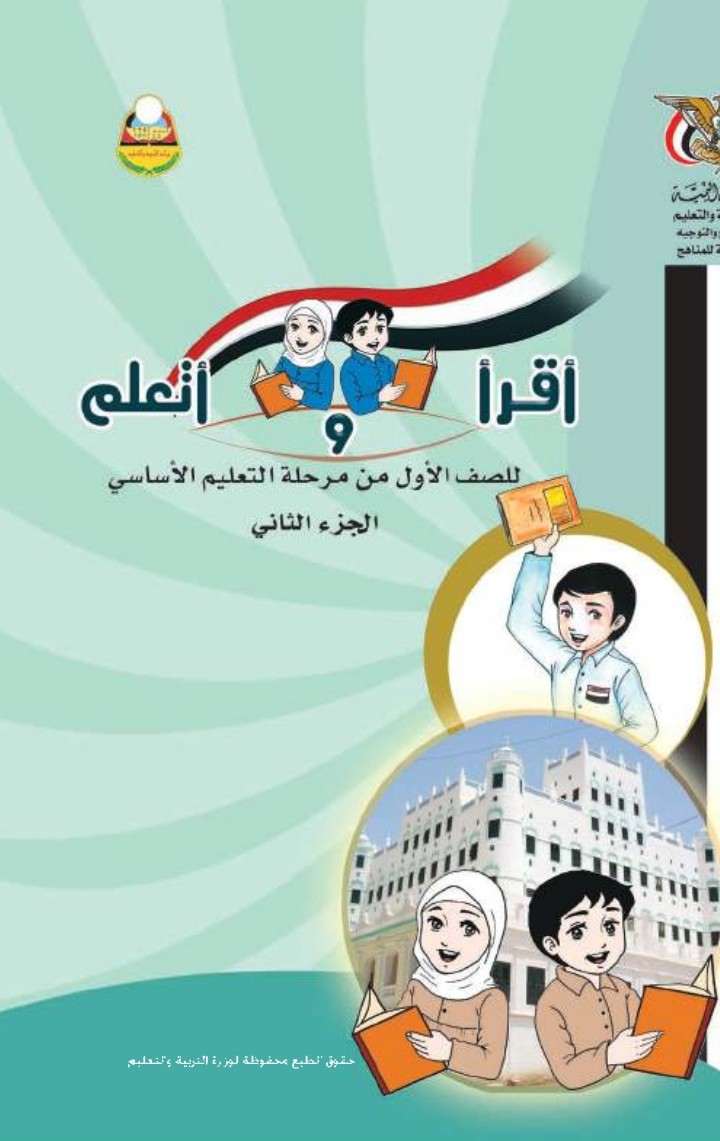 والتعليم
والتوجيه
للمناهج
أقرأ
و
أتعلم
للصف الأول من مرحلة التعليم الأساسي
الجزء الثاني
حقوق الطبع محفوظة لوزارة التربية والتعليم